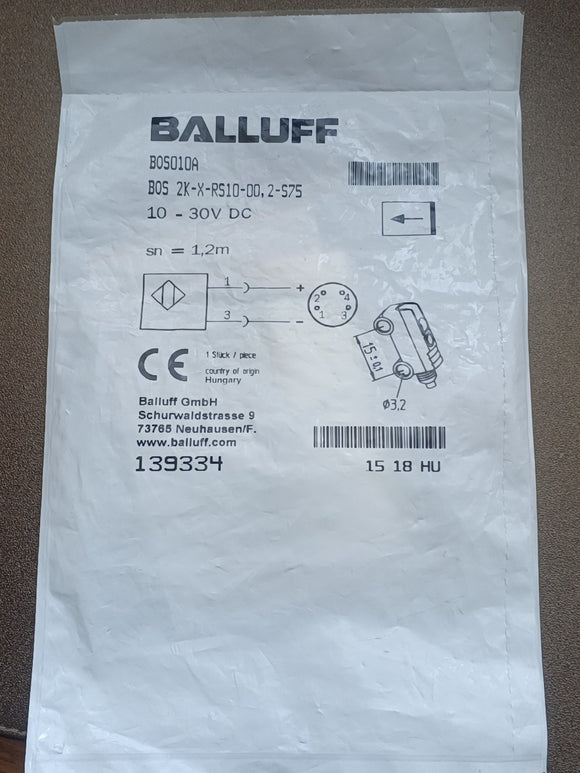 BALLUFF
BOS010A
BOS 2K-X-RS10-00,2-S75
10 - 30V DC
sn = 1,2m
1
+
3
-
2 4
1 3
15 ± 0,1
Ø3,2
CE
1 Stück / piece
country of origin
Hungary
Balluff GmbH
Schurwaldstrasse 9
73765 Neuhausen/F.
www.balluff.com
139334
15 18 HU